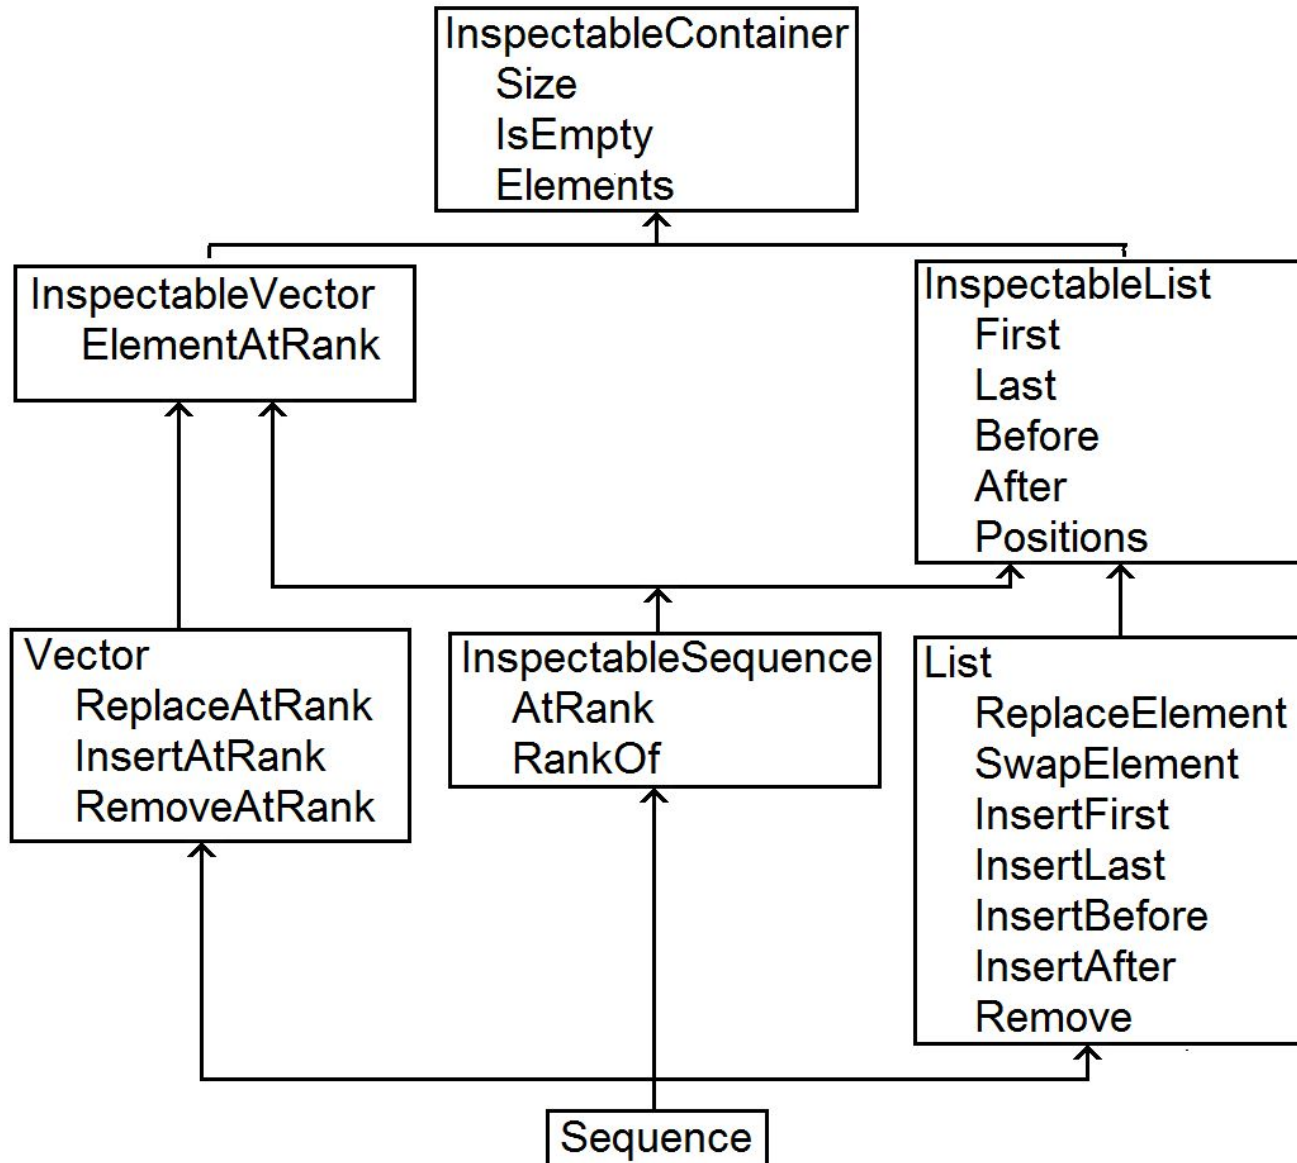 InspectableContainer
Size
IsEmpty
Elements
InspectableVector
ElementAtRank
InspectableList
First
Last
Before
After
Positions
Vector
ReplaceAtRank
InsertAtRank
RemoveAtRank
InspectableSequence
AtRank
RankOf
List
ReplaceElement
SwapElement
InsertFirst
InsertLast
InsertBefore
InsertAfter
Remove
Sequence